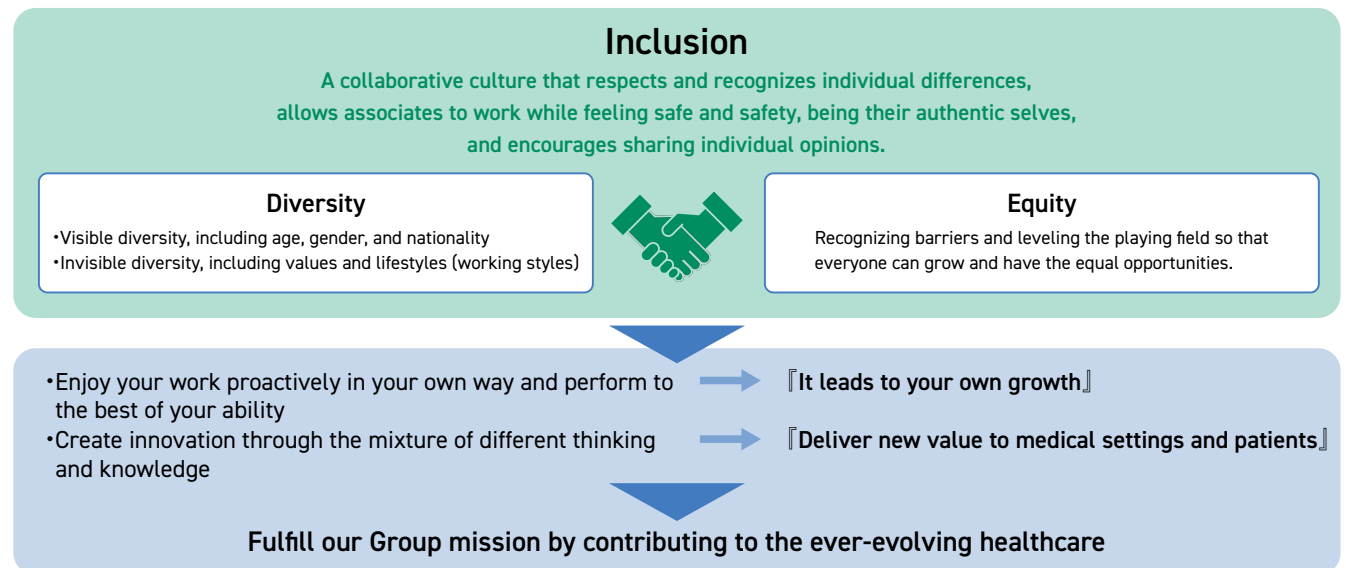 Inclusion
A collaborative culture that respects and recognizes individual differences,
allows associates to work while feeling safe and safety, being their authentic selves,
and encourages sharing individual opinions.
Diversity
•Visible diversity, including age, gender, and nationality
•Invisible diversity, including values and lifestyles (working styles)
Equity
Recognizing barriers and leveling the playing field so that
everyone can grow and have the equal opportunities.
•Enjoy your work proactively in your own way and perform to
the best of your ability
『It leads to your own growth』
•Create innovation through the mixture of different thinking
and knowledge
『Deliver new value to medical settings and patients』
Fulfill our Group mission by contributing to the ever-evolving healthcare